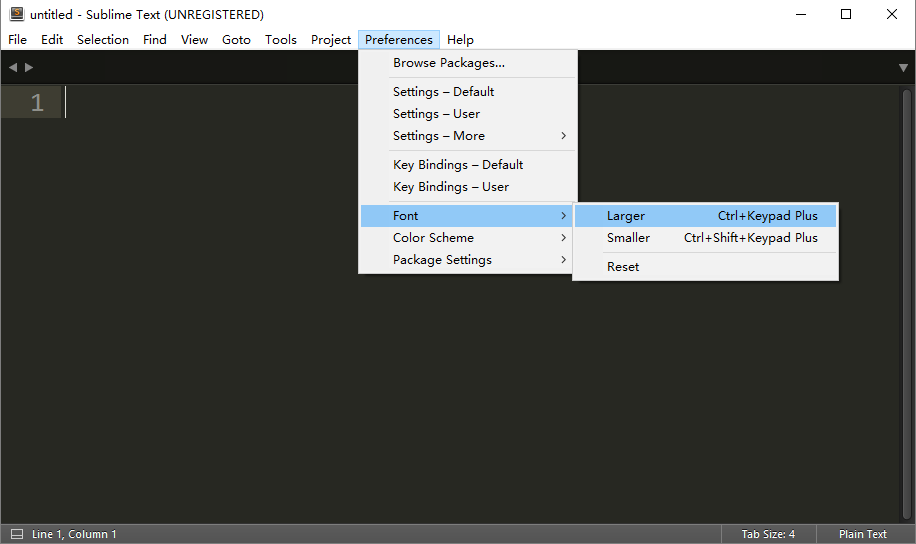 untitled - Sublime Text (UNREGISTERED)
File Edit Selection Find View Goto Tools Project Preferences Help
Browse Packages...
Settings – Default
Settings – User
Settings – More
Key Bindings – Default
Key Bindings – User
Font
Color Scheme
Package Settings
Larger Ctrl+Keypad Plus
Smaller Ctrl+Shift+Keypad Plus
Reset
1
Line 1, Column 1 Tab Size: 4 Plain Text